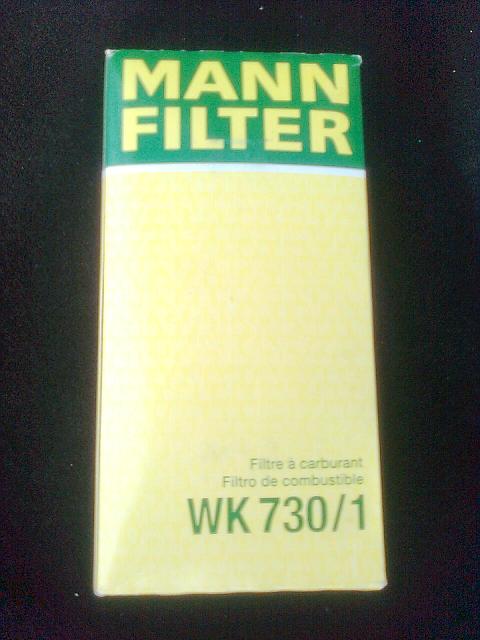 MANN
FILTER
Filtre à carburant
Filtro de combustible
WK 730/1